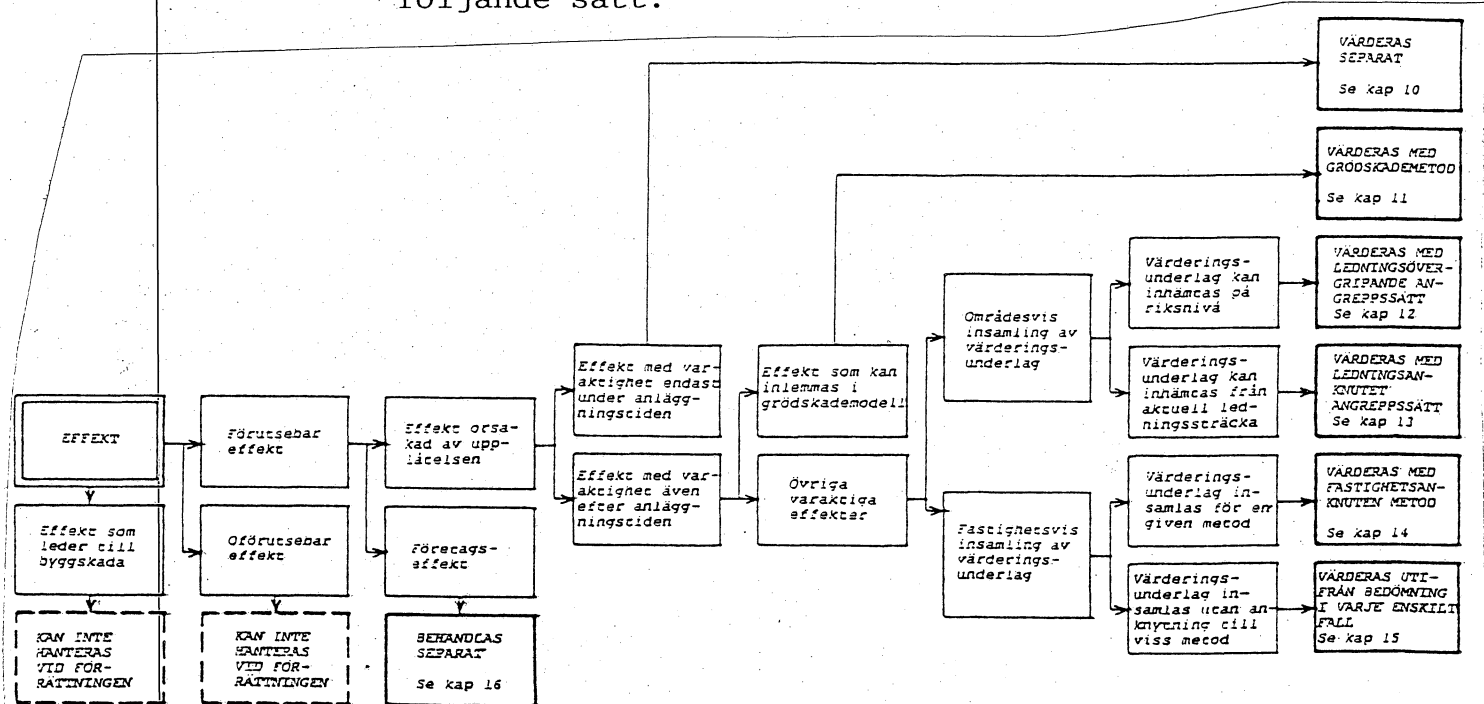 följande sätt:
VÄRDERAS
SEPARAT
Se kap 10
VÄRDERAS MED
GRÖDSKADEMETOD
Se kap 11
Värderings-
underlag kan
inhämtas på
riksnivå
VÄRDERAS MED
LEDNINGSÖVER-
GRIPANDE AN-
GREPPSSÄTT
Se kap 12
Områdesvis
insamling av
värderings-
underlag
Effekt med var-
aktighet endast
under anlägg-
ningstiden
Effekt som kan
inlemmas i
grödskademodell
Värderings-
underlag kan
inhämtas från
aktuell led-
ningssträcka
VÄRDERAS MED
LEDNINGSAN-
KNUTET
ANGREPPSSÄTT
Se kap 13
EFFEKT
Förutsebar
effekt
Effekt orsa-
kad av upp-
låtelsen
Effekt med var-
aktighet även
efter anlägg-
ningstiden
Övriga
varaktiga
effekter
Fastighetsvis
insamling av
värderings-
underlag
Värderings-
underlag in-
samlas för en
given metod
VÄRDERAS MED
FASTIGHETSAN-
KNUTEN METOD
Se kap 14
Effekt som
leder till
byggskada
Oförutsebar
effekt
Företags-
effekt
Värderings-
underlag in-
samlas utan an-
knytning till
viss metod
VÄRDERAS UTI-
FRÅN BEDÖMNING
I VARJE ENSKILT
FALL
Se kap 15
KAN INTE
HANTERAS
VID FÖR-
RÄTTNINGEN
KAN INTE
HANTERAS
VID FÖR-
RÄTTNINGEN
BEHANDLAS
SEPARAT
Se kap 16